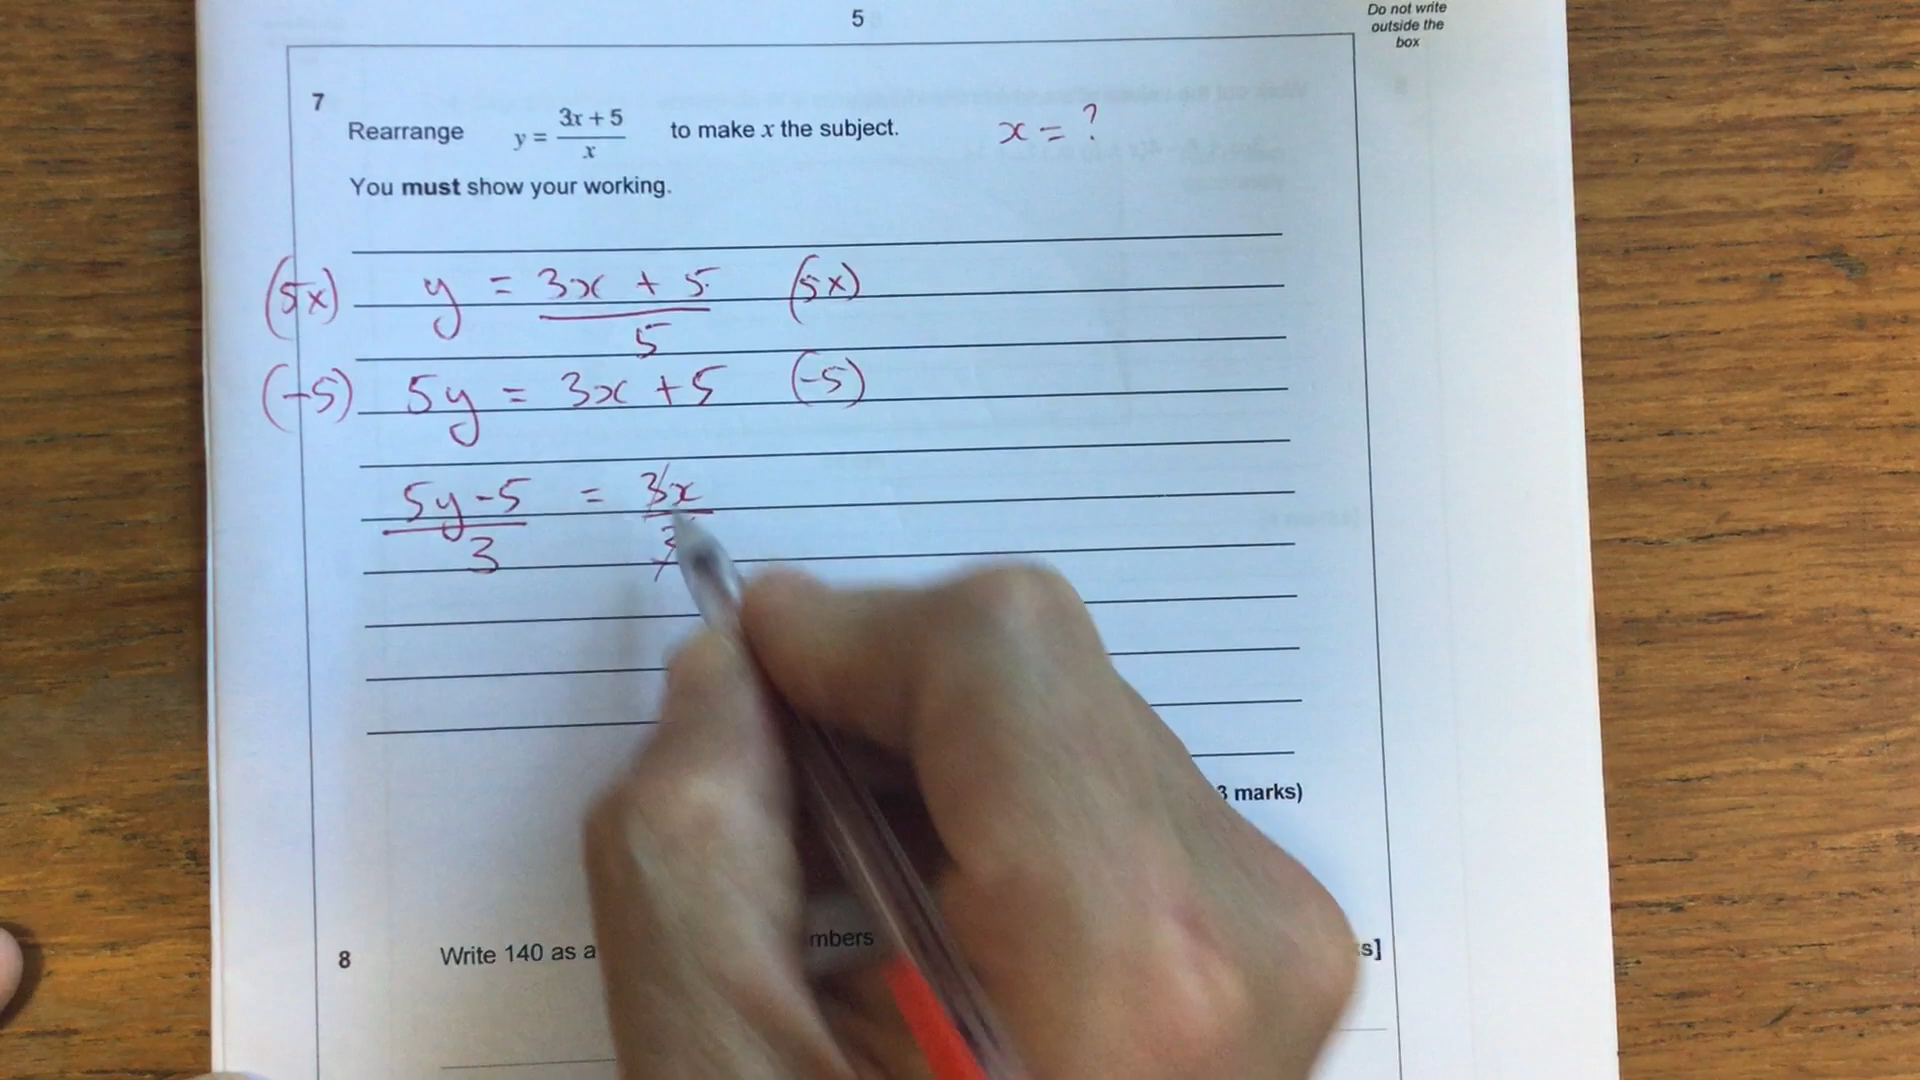 5
Do not write
outside the
box
7
Rearrange y = (3x + 5)/x to make x the subject. x = ?
You must show your working.
(5x) y = (3x + 5)/5 (5x)
(-5) 5y = 3x + 5 (-5)
(5y - 5)/3 = 3x/3
3 marks)
8 Write 140 as a mbers s]